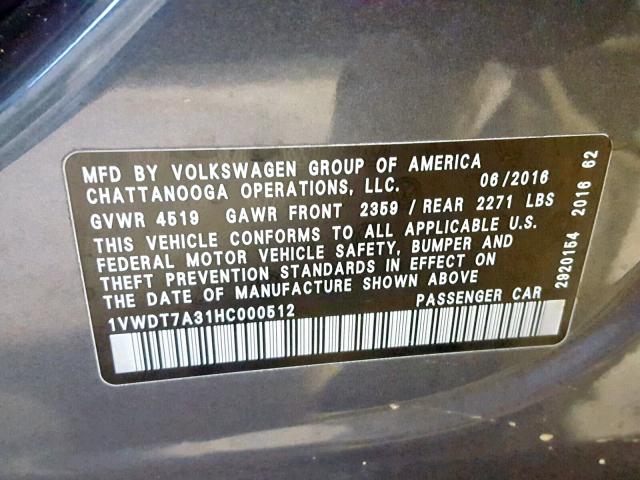 MFD BY VOLKSWAGEN GROUP OF AMERICA
CHATTANOOGA OPERATIONS, LLC. 06/2016
GVWR 4519 GAWR FRONT 2359 / REAR 2271 LBS
THIS VEHICLE CONFORMS TO ALL APPLICABLE U.S.
FEDERAL MOTOR VEHICLE SAFETY, BUMPER AND
THEFT PREVENTION STANDARDS IN EFFECT ON
THE DATE OF MANUFACTURE SHOWN ABOVE
1VWDT7A31HC000512 PASSENGER CAR
2920154 2016 62